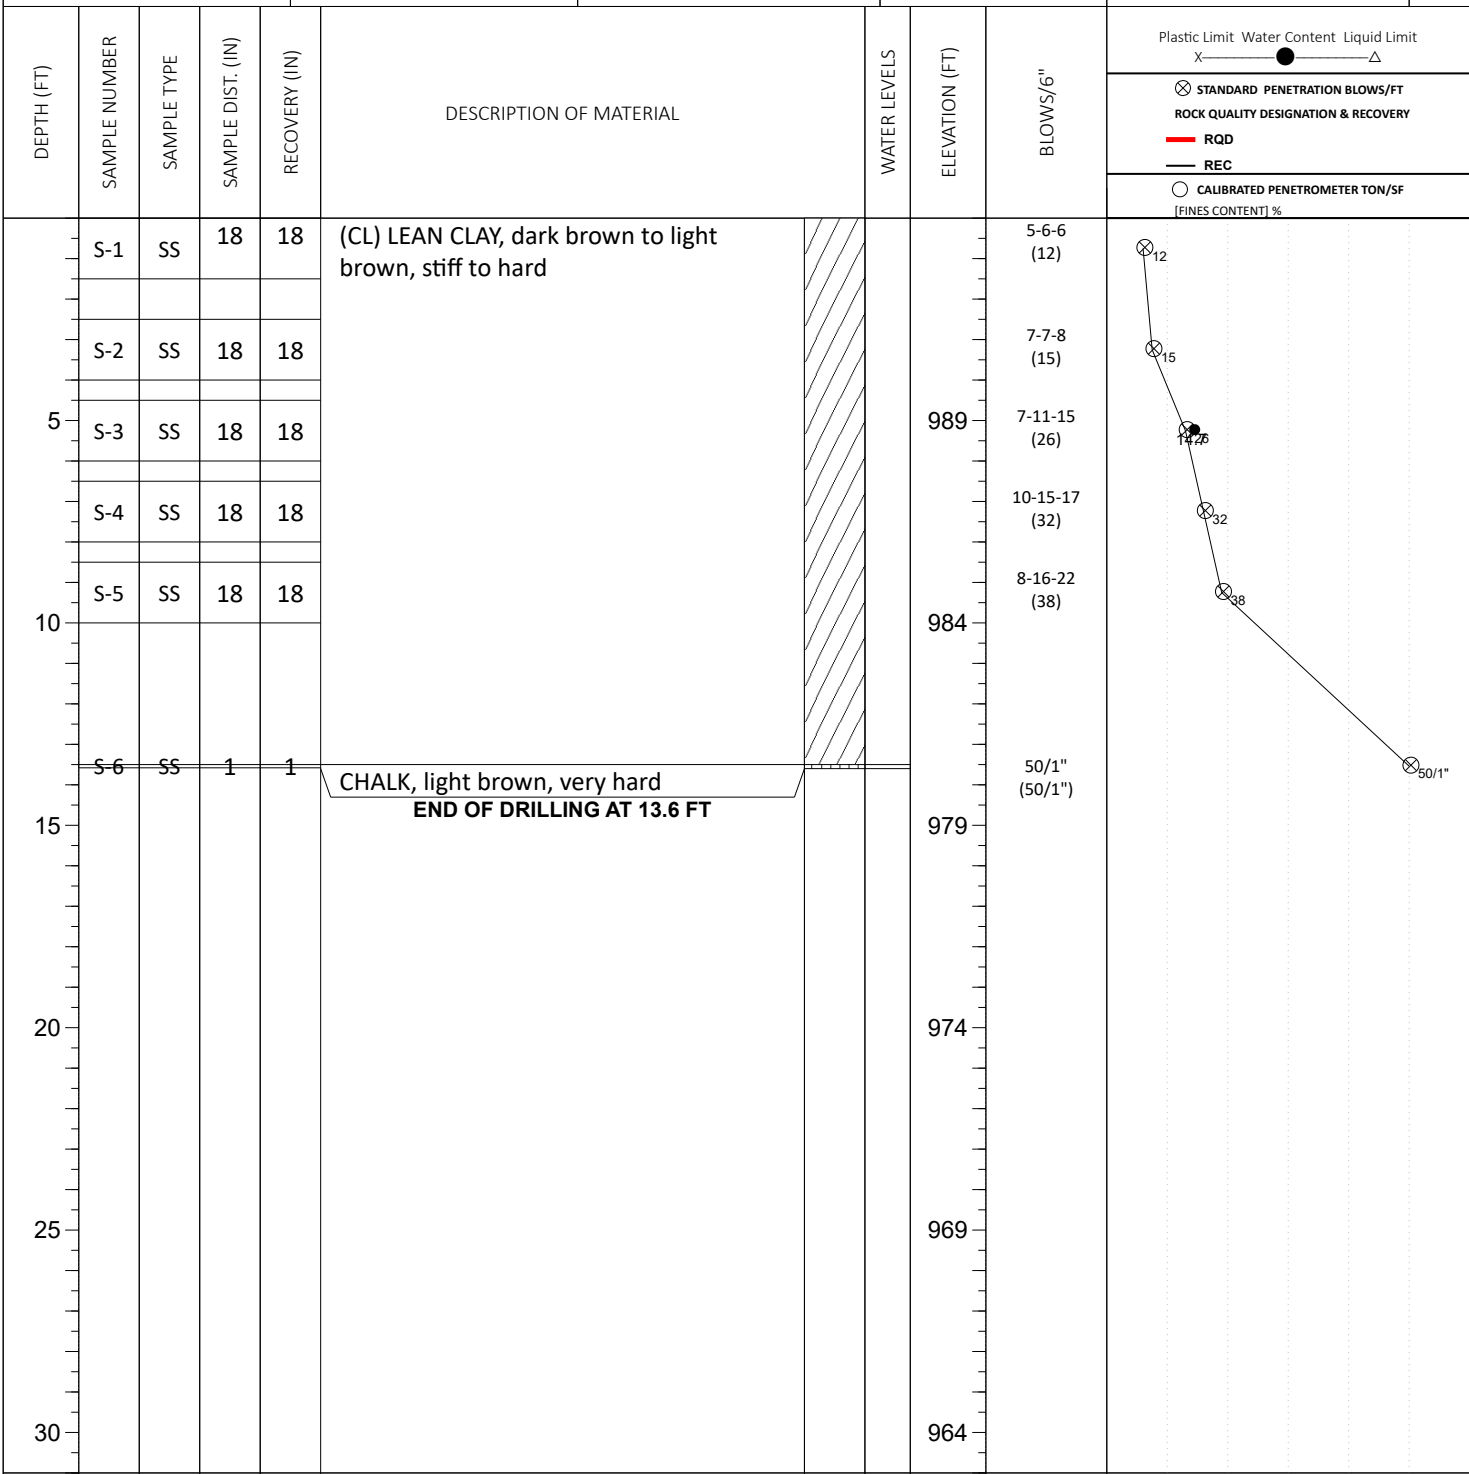 DEPTH (FT)
SAMPLE NUMBER
SAMPLE TYPE
SAMPLE DIST. (IN)
RECOVERY (IN)
DESCRIPTION OF MATERIAL
WATER LEVELS
ELEVATION (FT)
BLOWS/6"
Plastic Limit Water Content Liquid Limit
X
STANDARD PENETRATION BLOWS/FT
ROCK QUALITY DESIGNATION & RECOVERY
RQD
REC
CALIBRATED PENETROMETER TON/SF
[FINES CONTENT] %
S-1 SS 18 18
(CL) LEAN CLAY, dark brown to light
brown, stiff to hard
5-6-6
(12)
12
S-2 SS 18 18
7-7-8
(15)
15
5
S-3 SS 18 18
989
7-11-15
(26)
26
S-4 SS 18 18
10-15-17
(32)
32
S-5 SS 18 18
8-16-22
(38)
38
10
984
S-6 SS 1 1
CHALK, light brown, very hard
50/1"
(50/1")
50/1"
END OF DRILLING AT 13.6 FT
15
979
20
974
25
969
30
964